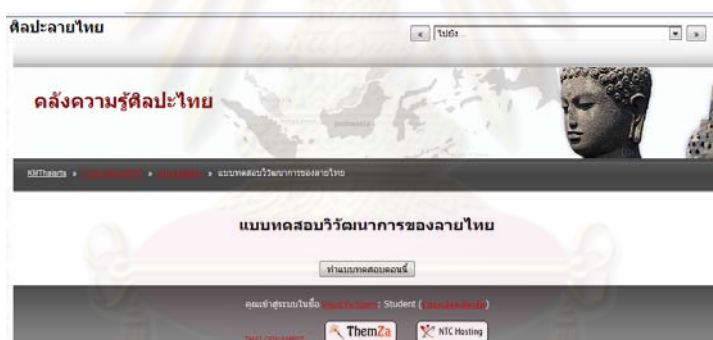 ศิลปะลายไทย
« ไปยัง... »
คลังความรู้ศิลปะไทย
KMThaiarts » » » แบบทดสอบวิวัฒนาการของลายไทย
แบบทดสอบวิวัฒนาการของลายไทย
ทำแบบทดสอบตอนนี้
คุณเข้าสู่ระบบในชื่อ : Student ( )
ThemZa NTC Hosting